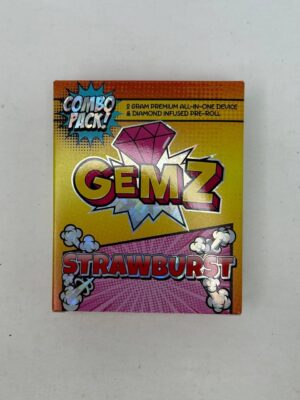 COMBO
PACK!
2 GRAM PREMIUM ALL-IN-ONE DEVICE
& DIAMOND INFUSED PRE-ROLL
GEMZ
STRAWBURST